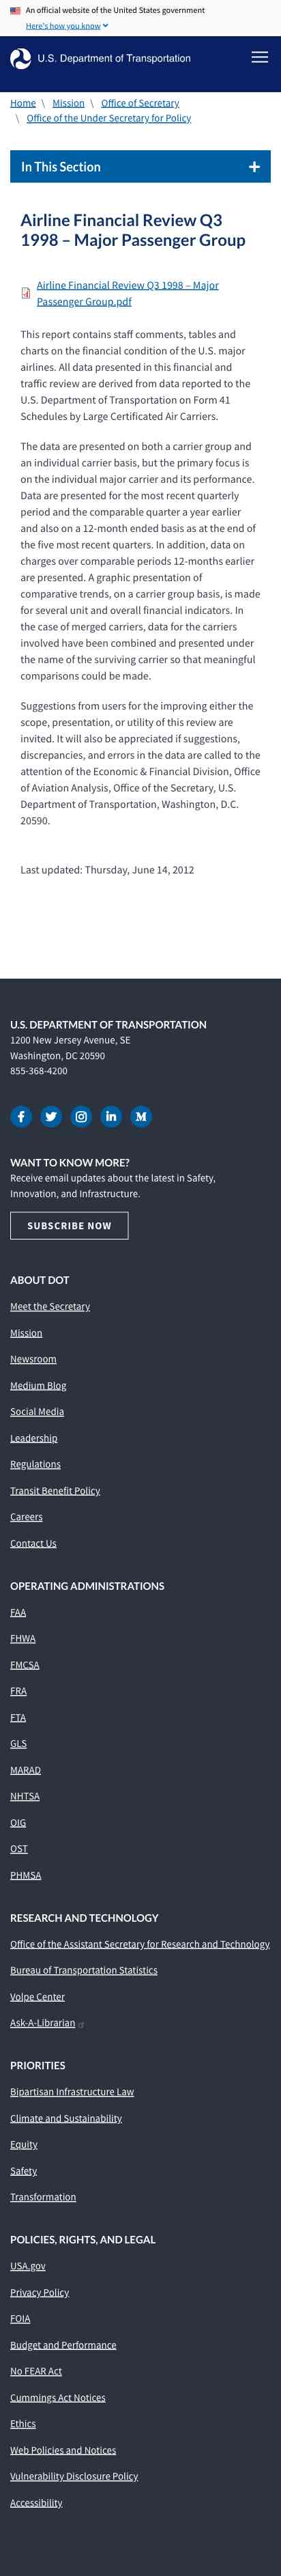 An official website of the United States government
Here's how you know
U.S. Department of Transportation
Home \ Mission \ Office of Secretary
\ Office of the Under Secretary for Policy
In This Section
Airline Financial Review Q3
1998 – Major Passenger Group
Airline Financial Review Q3 1998 – Major
Passenger Group.pdf
This report contains staff comments, tables and
charts on the financial condition of the U.S. major
airlines. All data presented in this financial and
traffic review are derived from data reported to the
U.S. Department of Transportation on Form 41
Schedules by Large Certificated Air Carriers.
The data are presented on both a carrier group and
an individual carrier basis, but the primary focus is
on the individual major carrier and its performance.
Data are presented for the most recent quarterly
period and the comparable quarter a year earlier
and also on a 12-month ended basis as at the end of
the five most recent quarters. In addition, data on
charges over comparable periods 12-months earlier
are presented. A graphic presentation of
comparative trends, on a carrier group basis, is made
for several unit and overall financial indicators. In
the case of merged carriers, data for the carriers
involved have been combined and presented under
the name of the surviving carrier so that meaningful
comparisons could be made.
Suggestions from users for the improving either the
scope, presentation, or utility of this review are
invited. It will also be appreciated if suggestions,
discrepancies, and errors in the data are called to the
attention of the Economic & Financial Division, Office
of Aviation Analysis, Office of the Secretary, U.S.
Department of Transportation, Washington, D.C.
20590.
Last updated: Thursday, June 14, 2012
U.S. DEPARTMENT OF TRANSPORTATION
1200 New Jersey Avenue, SE
Washington, DC 20590
855-368-4200
WANT TO KNOW MORE?
Receive email updates about the latest in Safety,
Innovation, and Infrastructure.
SUBSCRIBE NOW
ABOUT DOT
Meet the Secretary
Mission
Newsroom
Medium Blog
Social Media
Leadership
Regulations
Transit Benefit Policy
Careers
Contact Us
OPERATING ADMINISTRATIONS
FAA
FHWA
FMCSA
FRA
FTA
GLS
MARAD
NHTSA
OIG
OST
PHMSA
RESEARCH AND TECHNOLOGY
Office of the Assistant Secretary for Research and Technology
Bureau of Transportation Statistics
Volpe Center
Ask-A-Librarian
PRIORITIES
Bipartisan Infrastructure Law
Climate and Sustainability
Equity
Safety
Transformation
POLICIES, RIGHTS, AND LEGAL
USA.gov
Privacy Policy
FOIA
Budget and Performance
No FEAR Act
Cummings Act Notices
Ethics
Web Policies and Notices
Vulnerability Disclosure Policy
Accessibility